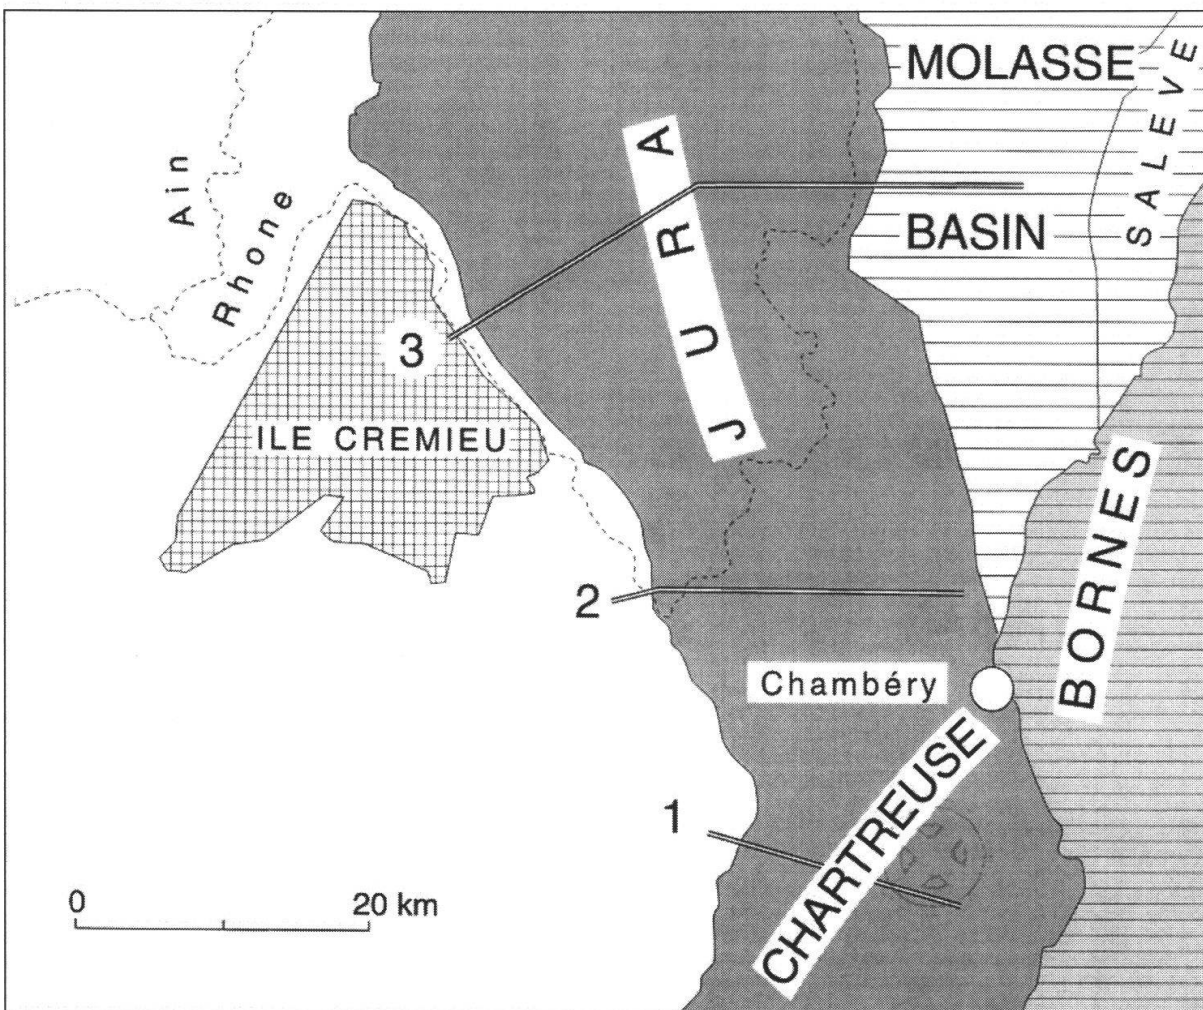 MOLASSE
BASIN
SALEVE
JURA
Ain
Rhone
3
ILE CREMIEU
BORNES
2
Chambéry
CHARTREUSE
1
0 20 km